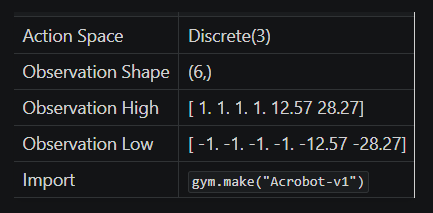 Action Space Discrete(3)
Observation Shape (6,)
Observation High [ 1. 1. 1. 1. 12.57 28.27]
Observation Low [ -1. -1. -1. -1. -12.57 -28.27]
Import gym.make("Acrobot-v1")